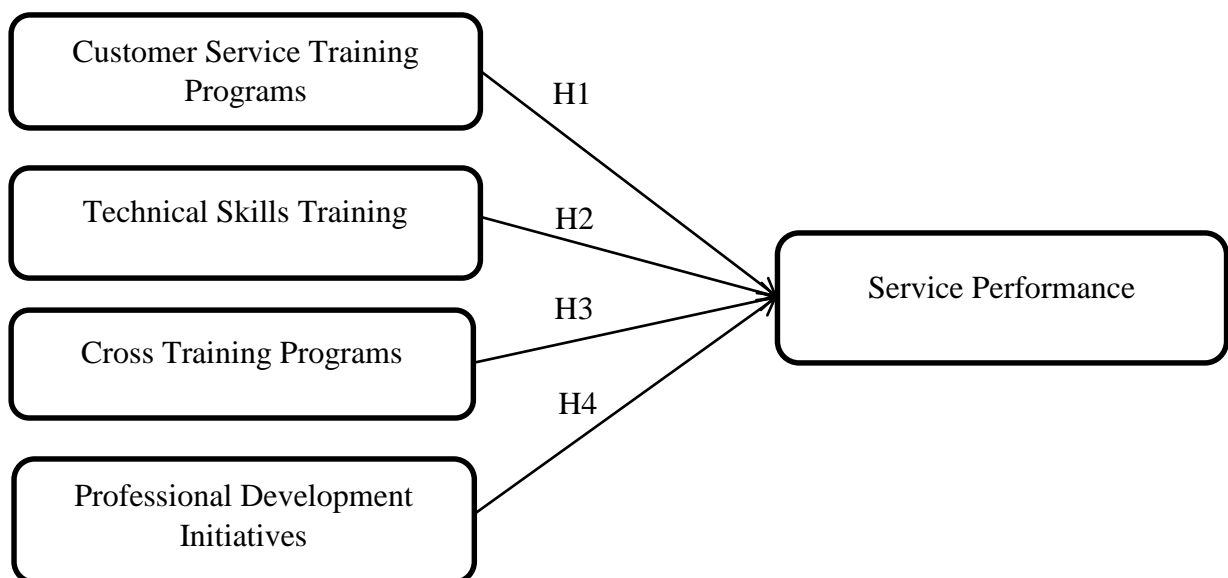 Customer Service Training
Programs
H1
Technical Skills Training
H2
Service Performance
H3
Cross Training Programs
H4
Professional Development
Initiatives